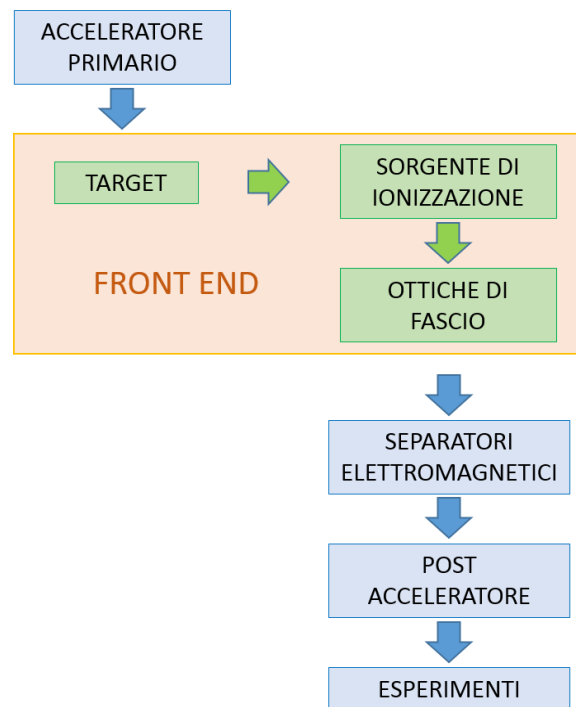 ACCELERATORE
PRIMARIO
TARGET
SORGENTE DI
IONIZZAZIONE
FRONT END
OTTICHE DI
FASCIO
SEPARATORI
ELETTROMAGNETICI
POST
ACCELERATORE
ESPERIMENTI